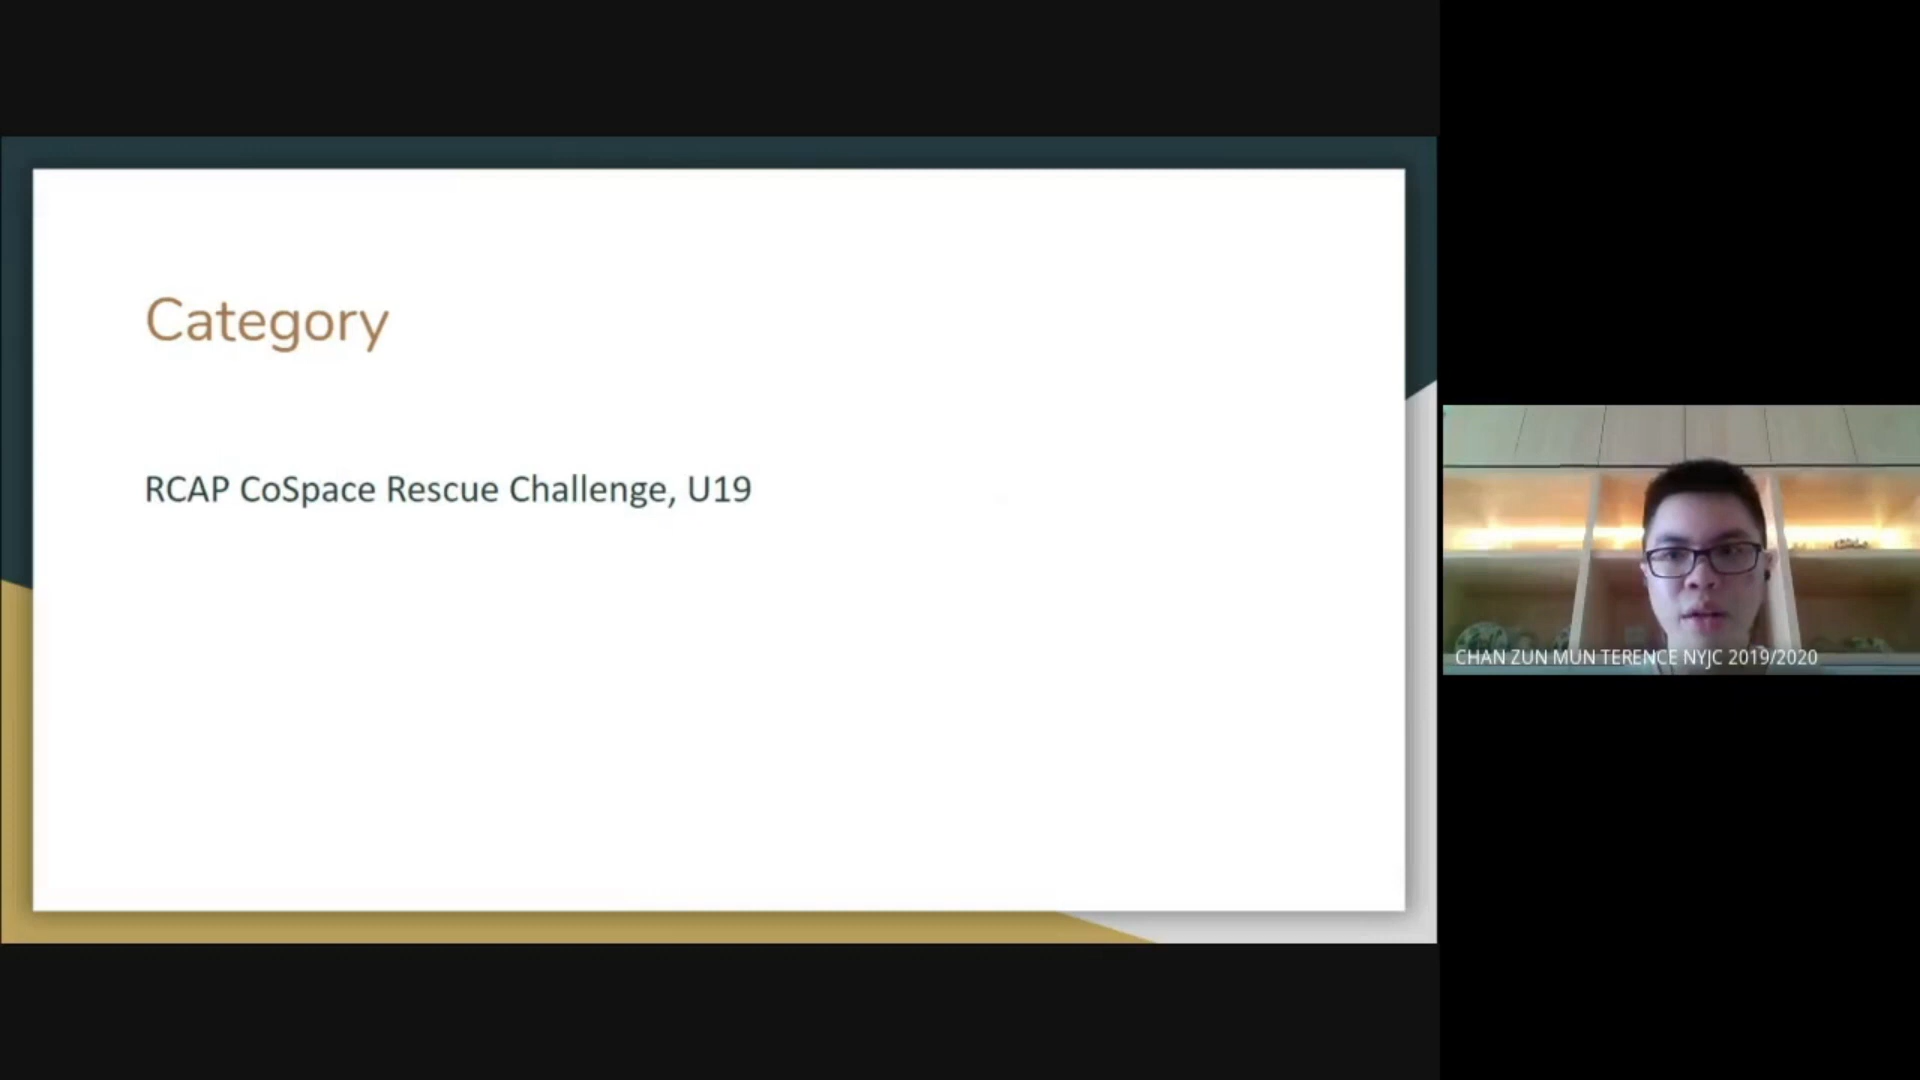 Category
RCAP CoSpace Rescue Challenge, U19
CHAN ZUN MUN TERENCE NYJC 2019/2020